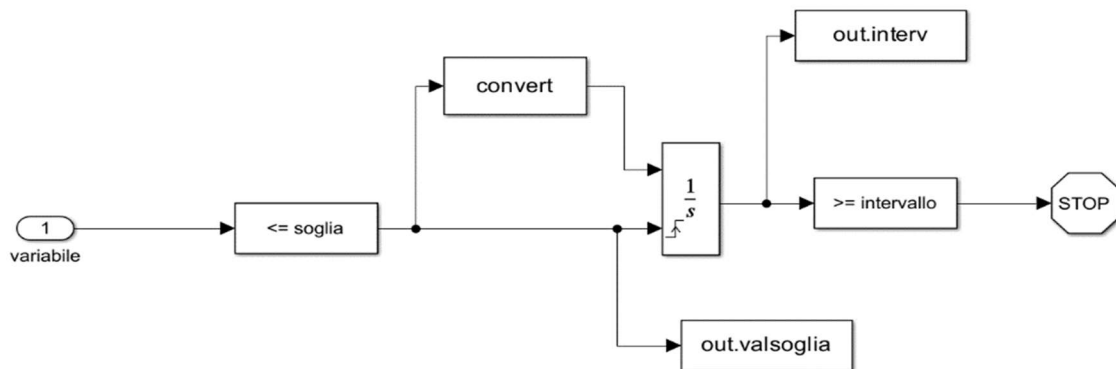 out.interv
convert
1
s
1
variabile
<= soglia
>= intervallo
STOP
out.valsoglia